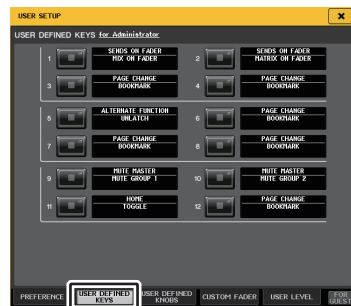 USER SETUP
USER DEFINED KEYS for Administrator
1 SENDS ON FADER
MIX ON FADER
2 SENDS ON FADER
MATRIX ON FADER
3 PAGE CHANGE
BOOKMARK
4 PAGE CHANGE
BOOKMARK
5 ALTERNATE FUNCTION
UNLATCH
6 PAGE CHANGE
BOOKMARK
7 PAGE CHANGE
BOOKMARK
8 PAGE CHANGE
BOOKMARK
9 MUTE MASTER
MUTE GROUP 1
10 MUTE MASTER
MUTE GROUP 2
11 HOME
TOGGLE
12 PAGE CHANGE
BOOKMARK
PREFERENCE
USER DEFINED
KEYS
USER DEFINED
KNOBS
CUSTOM FADER
USER LEVEL
FOR
GUEST